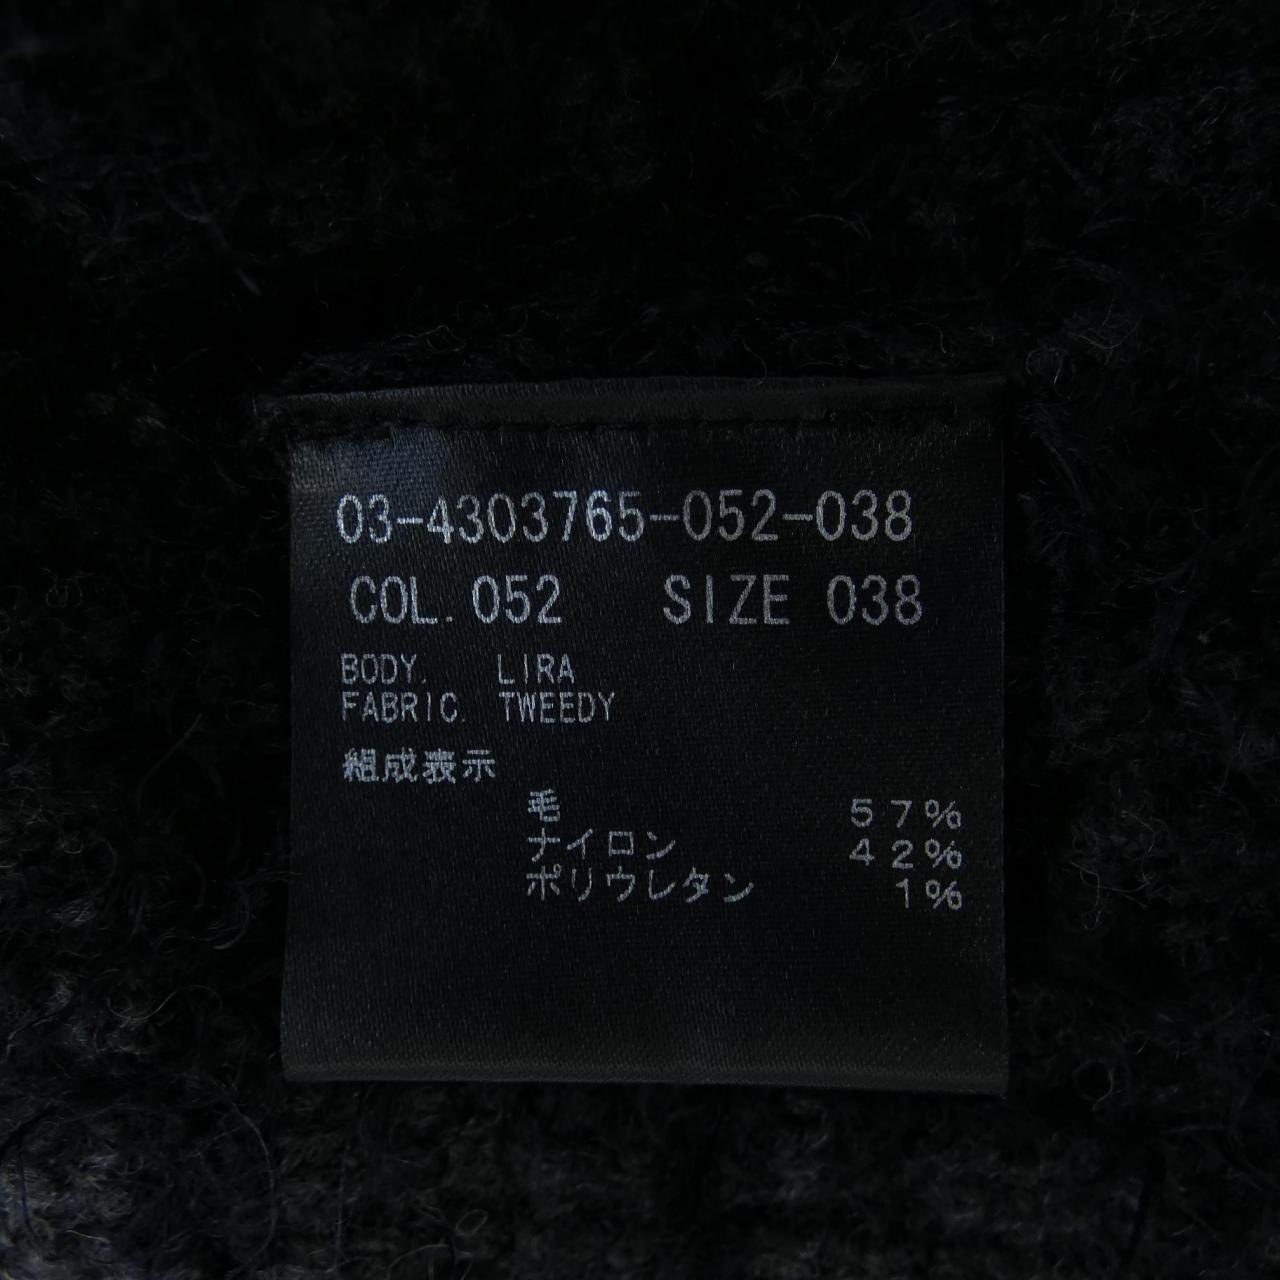 03-4303765-052-038
COL. 052 SIZE 038
BODY. LIRA
FABRIC. TWEEDY
組成表示
毛 57%
ナイロン 42%
ポリウレタン 1%